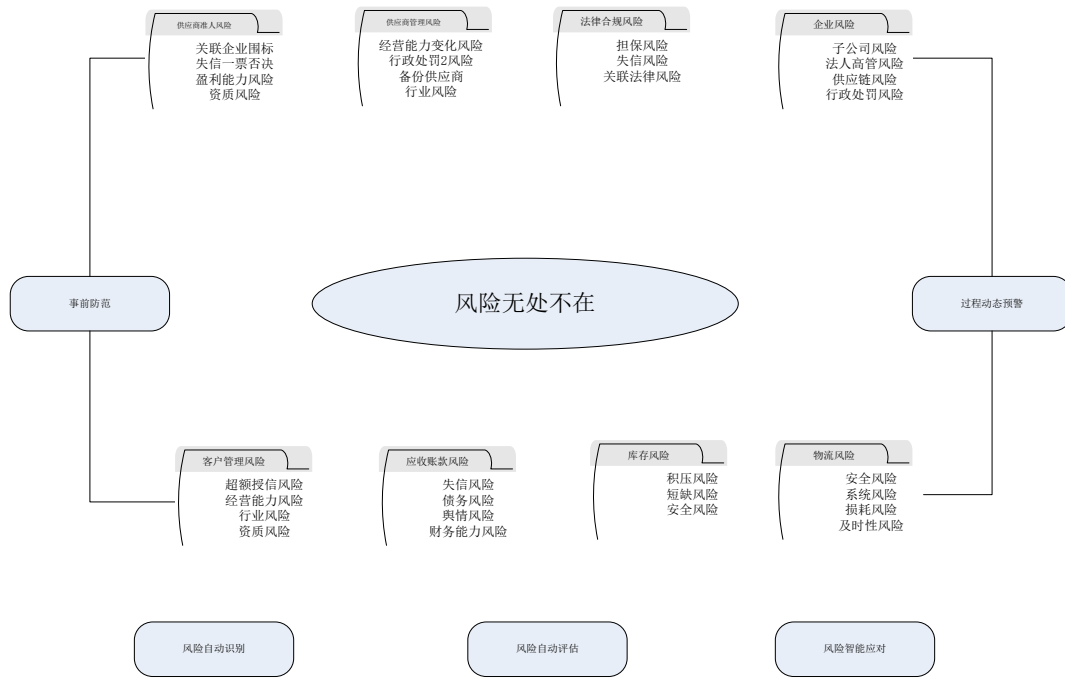 供应商准人风险
关联企业围标
失信一票否决
盈利能力风险
资质风险
供应商管理风险
经营能力变化风险
行政处罚2风险
备份供应商
行业风险
法律合规风险
担保风险
失信风险
关联法律风险
企业风险
子公司风险
法人高管风险
供应链风险
行政处罚风险
事前防范
风险无处不在
过程动态预警
客户管理风险
超额授信风险
经营能力风险
行业风险
资质风险
应收账款风险
失信风险
债务风险
舆情风险
财务能力风险
库存风险
积压风险
短缺风险
安全风险
物流风险
安全风险
系统风险
损耗风险
及时性风险
风险自动识别
风险自动评估
风险智能应对